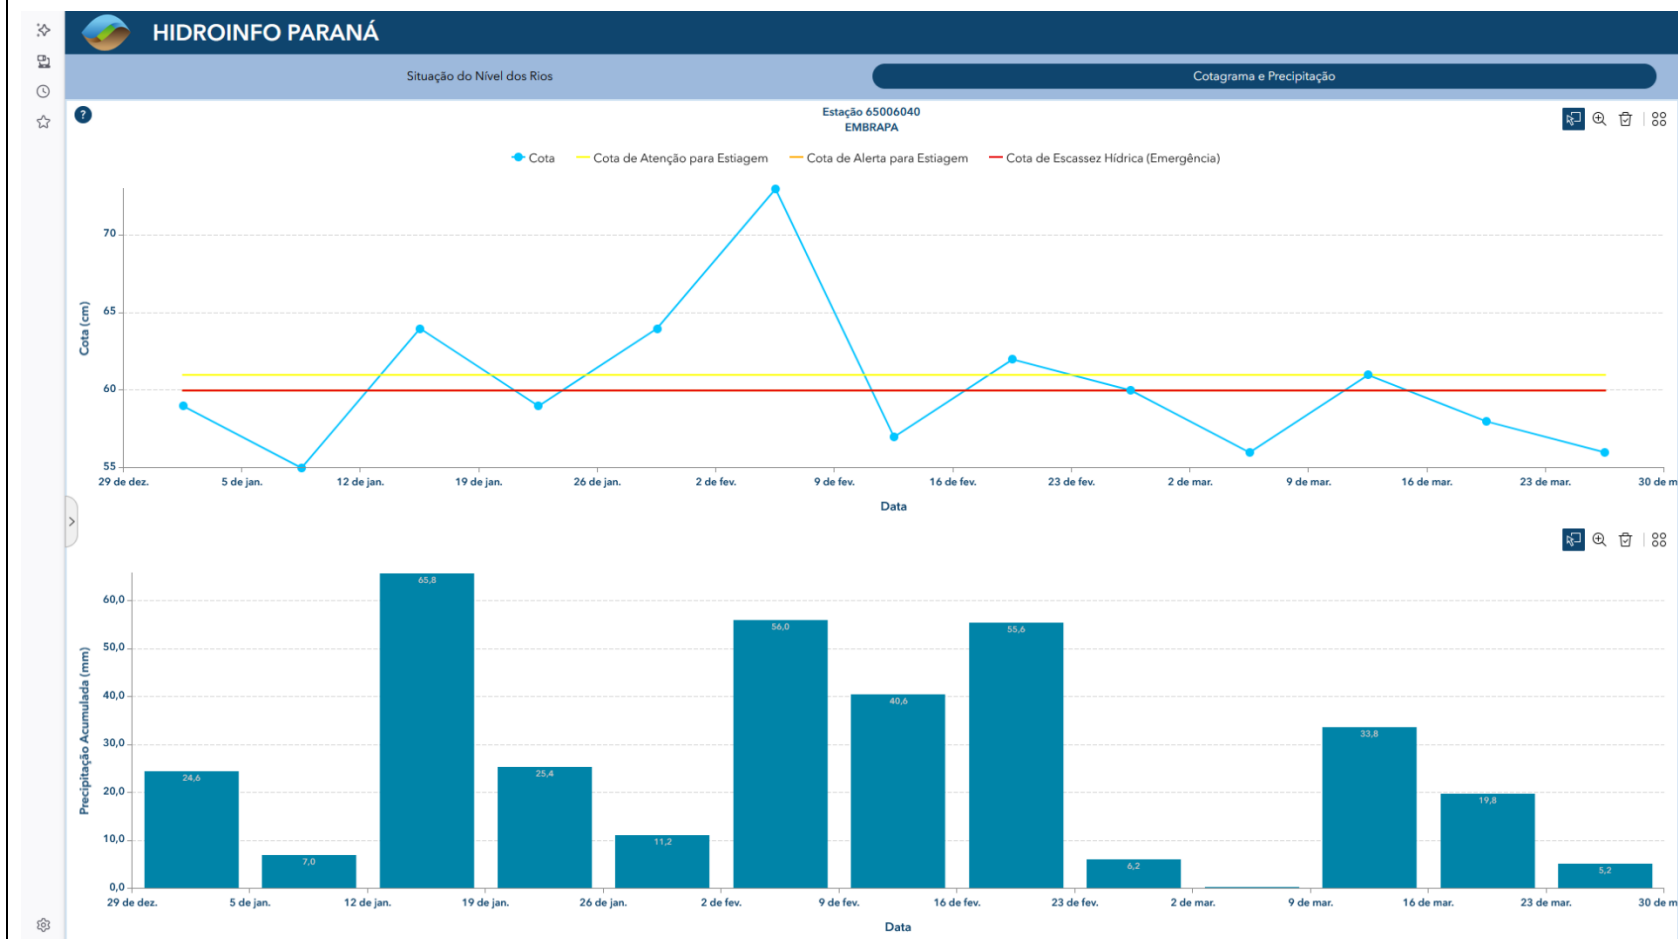 HIDROINFO PARANÁ
Situação do Nível dos Rios
Cotagrama e Precipitação
?
Estação 65006040
EMBRAPA
Cota
Cota de Atenção para Estiagem
Cota de Alerta para Estiagem
Cota de Escassez Hídrica (Emergência)
Cota (cm)
70
65
60
55
29 de dez.
5 de jan.
12 de jan.
19 de jan.
26 de jan.
2 de fev.
9 de fev.
16 de fev.
23 de fev.
2 de mar.
9 de mar.
16 de mar.
23 de mar.
30 de m
Data
Precipitação Acumulada (mm)
60,0
50,0
40,0
30,0
20,0
10,0
0,0
24,6
7,0
65,8
25,4
11,2
56,0
40,6
55,6
6,2
33,8
19,8
5,2
29 de dez.
5 de jan.
12 de jan.
19 de jan.
26 de jan.
2 de fev.
9 de fev.
16 de fev.
23 de fev.
2 de mar.
9 de mar.
16 de mar.
23 de mar.
30 de m
Data